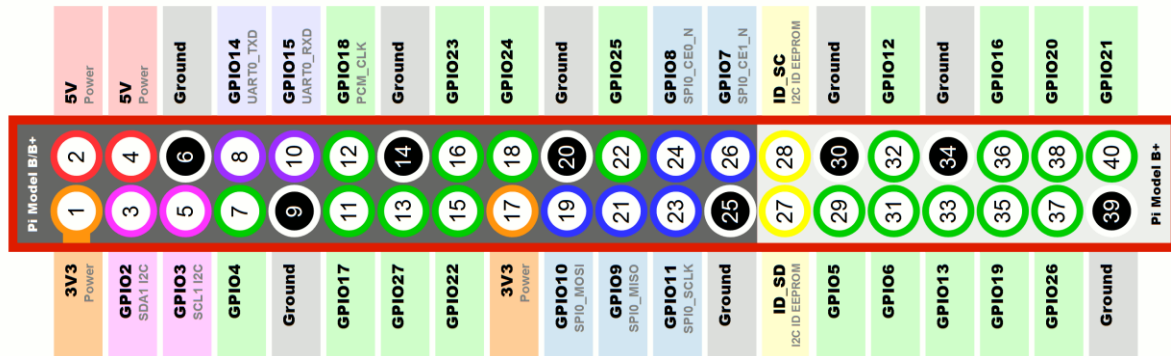 5V
Power
5V
Power
Ground
GPIO14
UART0_TXD
GPIO15
UART0_RXD
GPIO18
PCM_CLK
Ground
GPIO23
GPIO24
Ground
GPIO25
GPIO8
SPI0_CE0_N
GPIO7
SPI0_CE1_N
ID_SC
I2C ID EEPROM
Ground
GPIO12
Ground
GPIO16
GPIO20
GPIO21
Pi Model B/B+
2 4 6 8 10 12 14 16 18 20 22 24 26 28 30 32 34 36 38 40
1 3 5 7 9 11 13 15 17 19 21 23 25 27 29 31 33 35 37 39
Pi Model B+
3V3
Power
GPIO2
SDA1 I2C
GPIO3
SCL1 I2C
GPIO4
Ground
GPIO17
GPIO27
GPIO22
3V3
Power
GPIO10
SPI0_MOSI
GPIO9
SPI0_MISO
GPIO11
SPI0_SCLK
Ground
ID_SD
I2C ID EEPROM
GPIO5
GPIO6
GPIO13
GPIO19
GPIO26
Ground